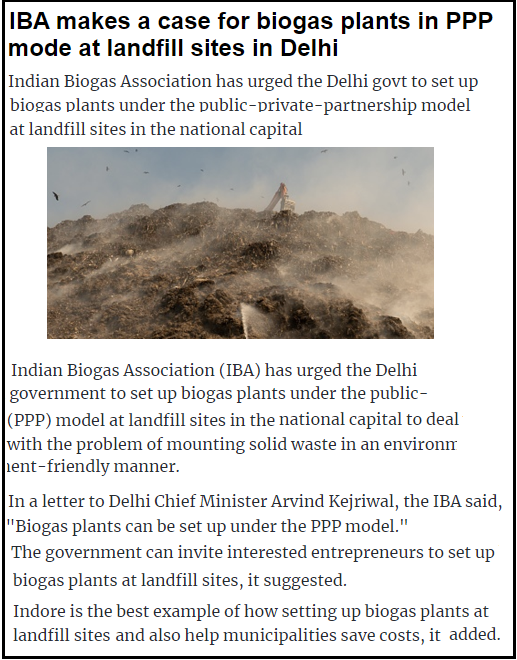 IBA makes a case for biogas plants in PPP
mode at landfill sites in Delhi
Indian Biogas Association has urged the Delhi govt to set up
biogas plants under the public-private-partnership model
at landfill sites in the national capital
Indian Biogas Association (IBA) has urged the Delhi
government to set up biogas plants under the public-
(PPP) model at landfill sites in the national capital to deal
with the problem of mounting solid waste in an environm
ent-friendly manner.
In a letter to Delhi Chief Minister Arvind Kejriwal, the IBA said,
"Biogas plants can be set up under the PPP model."
The government can invite interested entrepreneurs to set up
biogas plants at landfill sites, it suggested.
Indore is the best example of how setting up biogas plants at
landfill sites and also help municipalities save costs, it added.